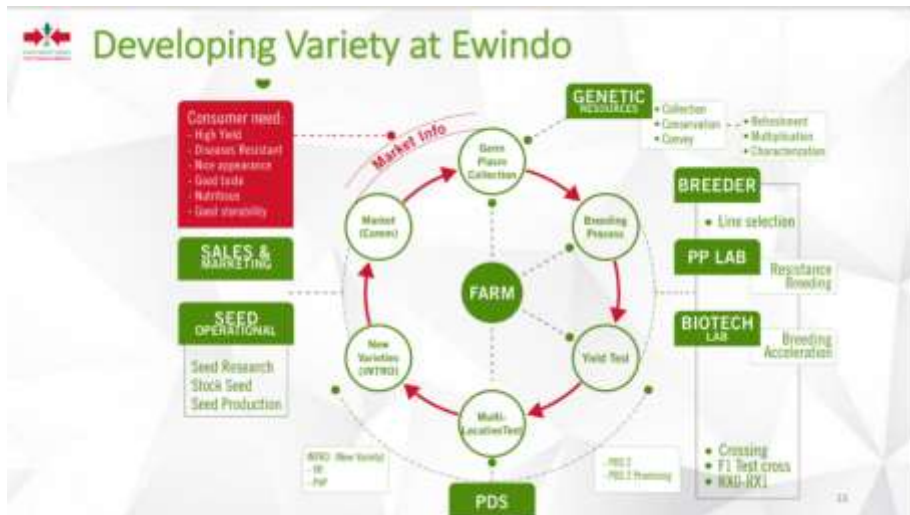 Developing Variety at Ewindo
Consumer need:
- High Yield
- Diseases Resistant
- Nice appearance
- Good taste
- Nutritious
- Good storability
SALES &
MARKETING
SEED
OPERATIONAL
Seed Research
Stock Seed
Seed Production
Market Info
Germ
Plasm
Collection
Breeding
Process
Yield Test
Multi-
LocationTest
New
Varieties
(INTRO)
Market
(Comm)
FARM
GENETIC
RESOURCES
• Collection
• Conservation
• Convey
• Multiplication
• Characterization
BREEDER
• Line selection
PP LAB
Resistance
Breeding
BIOTECH
LAB
Breeding
Acceleration
• Crossing
• F1 Test cross
INTRO (New Variety)
PDS